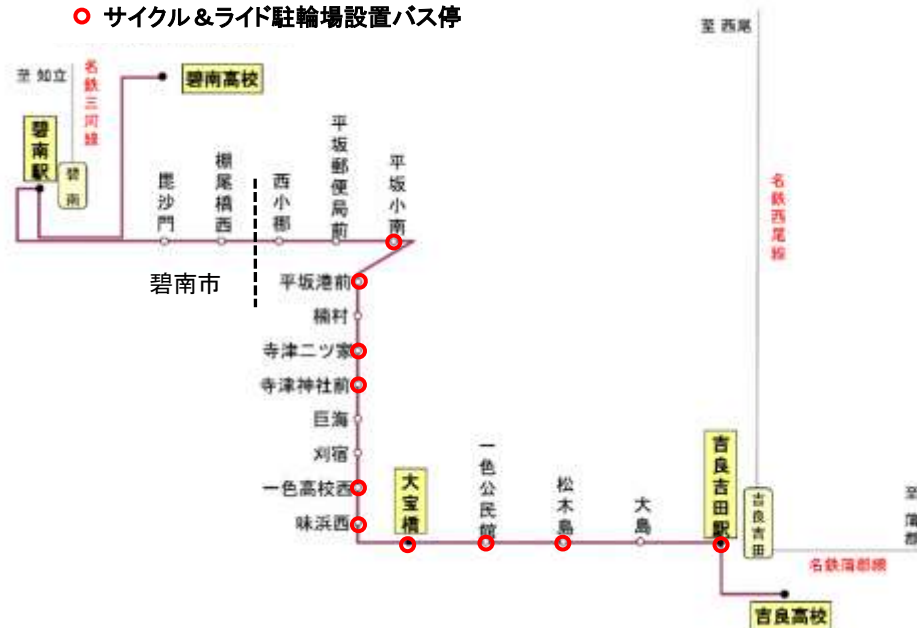 サイクル&ライド駐輪場設置バス停
至 西尾
至 知立
名鉄三河線
碧南高校
碧南駅
碧南
毘沙門
棚尾橋西
西小梛
平坂郵便局前
平坂小南
名鉄西尾線
碧南市
平坂港前
楠村
寺津二ツ家
寺津神社前
巨海
刈宿
一色高校西
味浜西
大宝橋
一色公民館
松木島
大島
吉良吉田駅
吉良吉田
至 蒲郡
名鉄蒲郡線
吉良高校